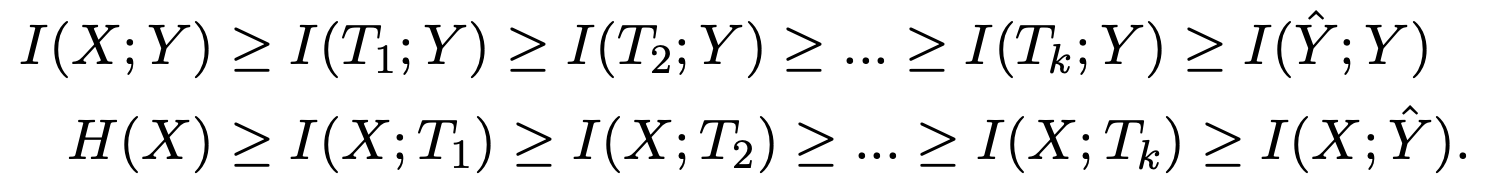 I(X; Y) ≥ I(T₁; Y) ≥ I(T₂; Y) ≥ ... ≥ I(Tₖ; Y) ≥ I(Ŷ; Y)
H(X) ≥ I(X; T₁) ≥ I(X; T₂) ≥ ... ≥ I(X; Tₖ) ≥ I(X; Ŷ).